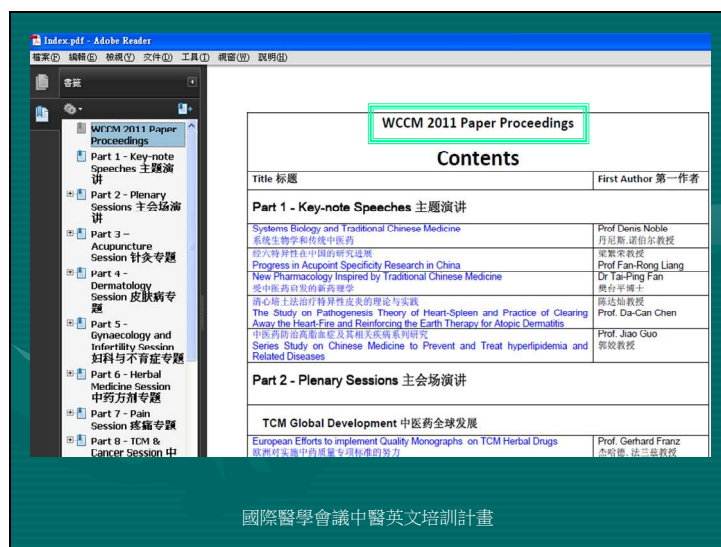 Index.pdf - Adobe Reader
檔案(F) 編輯(E) 檢視(V) 文件(D) 工具(T) 視窗(W) 說明(H)
書籤
WCCM 2011 Paper
Proceedings
Part 1 - Key-note
Speeches 主题演
讲
Part 2 - Plenary
Sessions 主会场演
讲
Part 3 –
Acupuncture
Session 针灸专题
Part 4 -
Dermatology
Session 皮肤病专
题
Part 5 -
Gynaecology and
Infertility Session
妇科与不育症专题
Part 6 - Herbal
Medicine Session
中药方剂专题
Part 7 - Pain
Session 疼痛专题
Part 8 - TCM &
Cancer Session 中
WCCM 2011 Paper Proceedings
Contents
Title 标题 First Author 第一作者
Part 1 - Key-note Speeches 主题演讲
Systems Biology and Traditional Chinese Medicine Prof Denis Noble
系统生物学和传统中医药 丹尼斯.诺伯尔教授
经穴特异性在中国的研究进展 梁繁荣教授
Progress in Acupoint Specificity Research in China Prof Fan-Rong Liang
New Pharmacology Inspired by Traditional Chinese Medicine Dr Tai-Ping Fan
受中医药启发的新药理学 樊台平博士
清心培土法治疗特异性皮炎的理论与实践 陈达灿教授
The Study on Pathogenesis Theory of Heart-Spleen and Practice of Clearing Prof. Da-Can Chen
Away the Heart-Fire and Reinforcing the Earth Therapy for Atopic Dermatitis
中医药防治高脂血症及其相关疾病系列研究 Prof. Jiao Guo
Series Study on Chinese Medicine to Prevent and Treat hyperlipidemia and 郭姣教授
Related Diseases
Part 2 - Plenary Sessions 主会场演讲
TCM Global Development 中医药全球发展
European Efforts to implement Quality Monographs on TCM Herbal Drugs Prof. Gerhard Franz
欧洲对实施中药质量专项标准的努力 杰哈德.法兰兹教授
國際醫學會議中醫英文培訓計畫